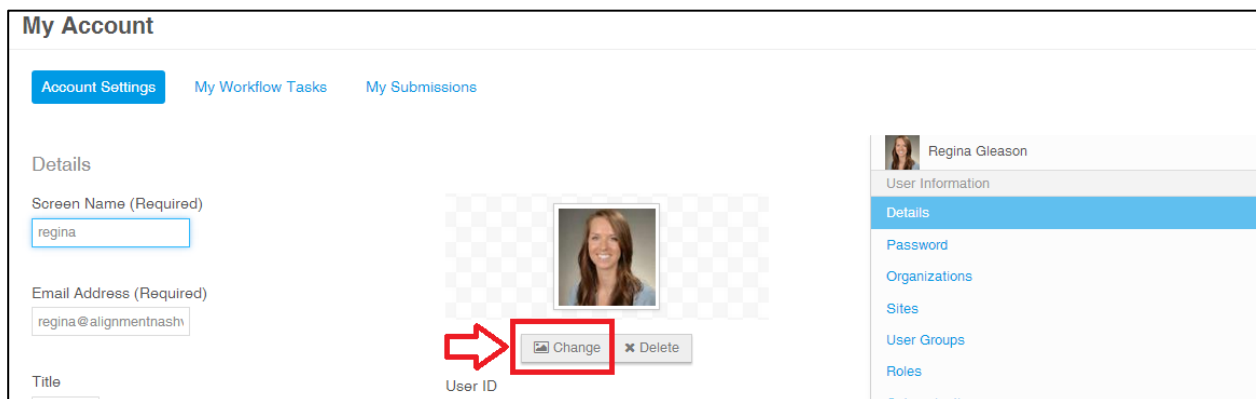 My Account
Account Settings My Workflow Tasks My Submissions
Details
Screen Name (Required)
regina
Email Address (Required)
regina@alignmentnash
Title
Change Delete
User ID
Regina Gleason
User Information
Details
Password
Organizations
Sites
User Groups
Roles